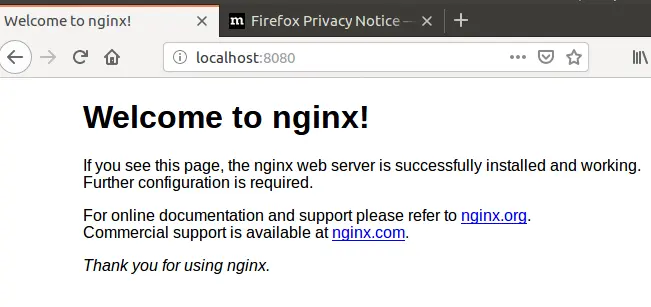 Welcome to nginx!
Firefox Privacy Notice —
localhost:8080
Welcome to nginx!
If you see this page, the nginx web server is successfully installed and working.
Further configuration is required.
For online documentation and support please refer to nginx.org.
Commercial support is available at nginx.com.
Thank you for using nginx.